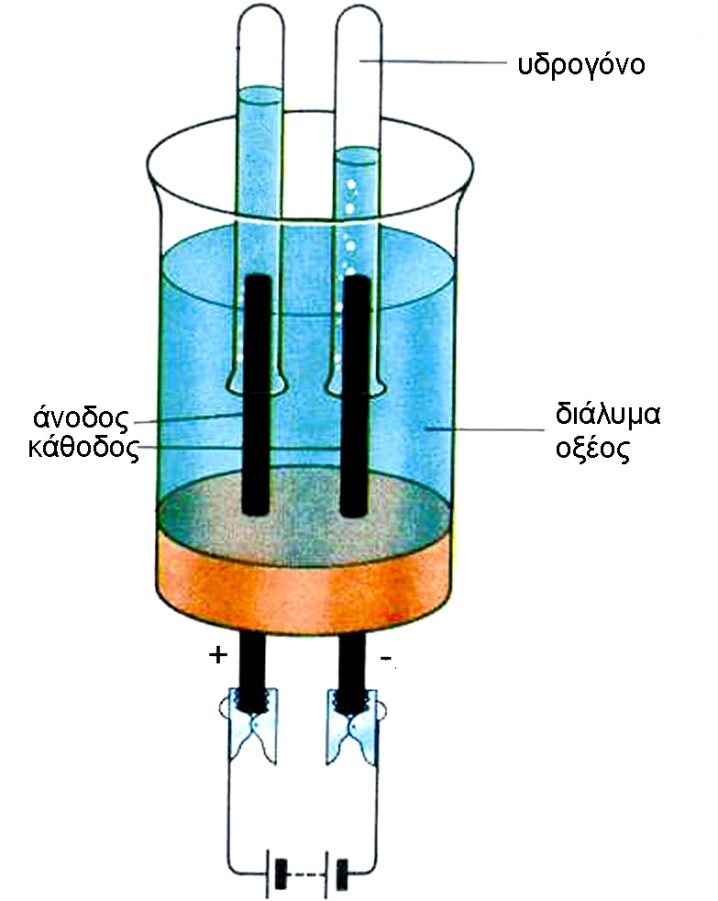 υδρογόνο
άνοδος
κάθοδος
διάλυμα
οξέος
+ -